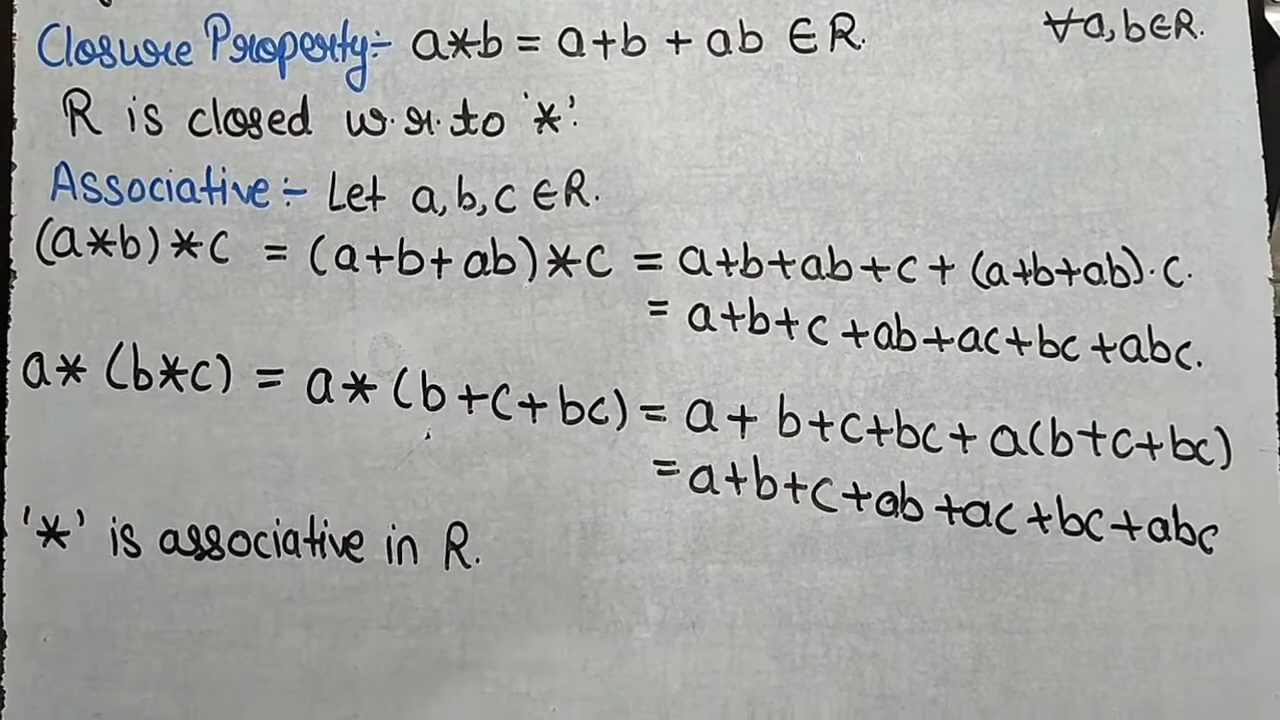 Closure Property:- a*b = a+b + ab ∈R. ∀a,b∈R.
R is closed w.r.to '*'.
Associative :- Let a,b,c ∈R.
(a*b)*c = (a+b+ab)*c = a+b+ab+c+(a+b+ab)·c.
= a+b+c+ab+ac+bc+abc.
a*(b*c) = a*(b+c+bc) = a+b+c+bc+a(b+c+bc)
= a+b+c+ab+ac+bc+abc
'*' is associative in R.